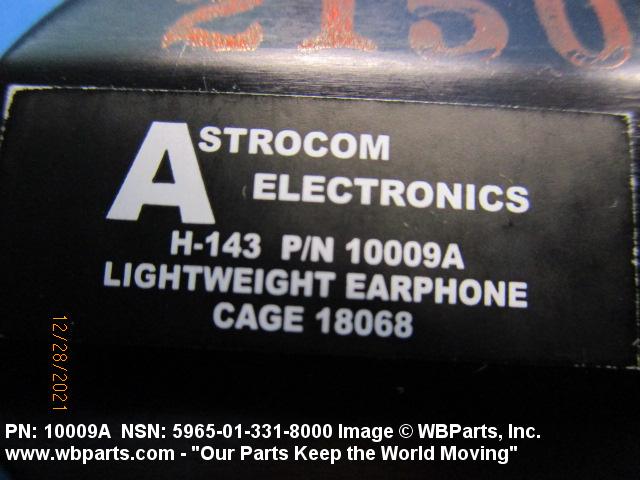 2150
ASTROCOM
ELECTRONICS
H-143 P/N 10009A
LIGHTWEIGHT EARPHONE
CAGE 18068
12/28/2021
PN: 10009A NSN: 5965-01-331-8000 Image © WBParts, Inc.
www.wbparts.com - "Our Parts Keep the World Moving"